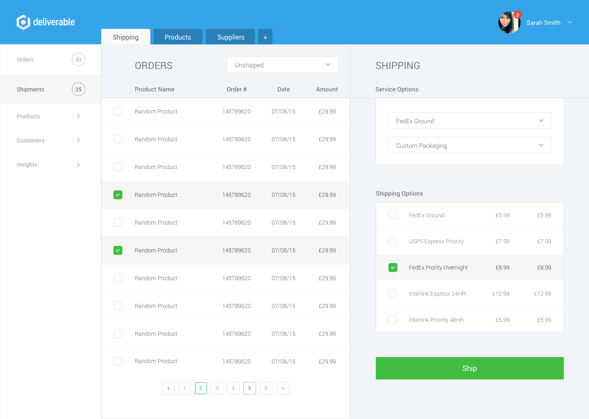 deliverable
2
Sarah Smith
Shipping Products Suppliers +
Orders 40
Shipments 35
Products
Customers
Insights
ORDERS Unshipped
Product Name Order # Date Amount
Random Product 145789620 07/08/15 £29.99
Random Product 145789620 07/08/15 £29.99
Random Product 145789620 07/08/15 £29.99
Random Product 145789620 07/08/15 £29.99
Random Product 145789620 07/08/15 £29.99
Random Product 145789620 07/08/15 £29.99
Random Product 145789620 07/08/15 £29.99
Random Product 145789620 07/08/15 £29.99
Random Product 145789620 07/08/15 £29.99
Random Product 145789620 07/08/15 £29.99
1 2 3 4 5 6
SHIPPING
Service Options
FedEx Ground
Custom Packaging
Shipping Options
FedEx Ground £5.99 £5.99
USPS Express Priority £7.99 £7.99
FedEx Priority Overnight £8.99 £8.99
Interlink Express 24HR £12.99 £12.99
Interlink Priority 48HR £5.99 £5.99
Ship